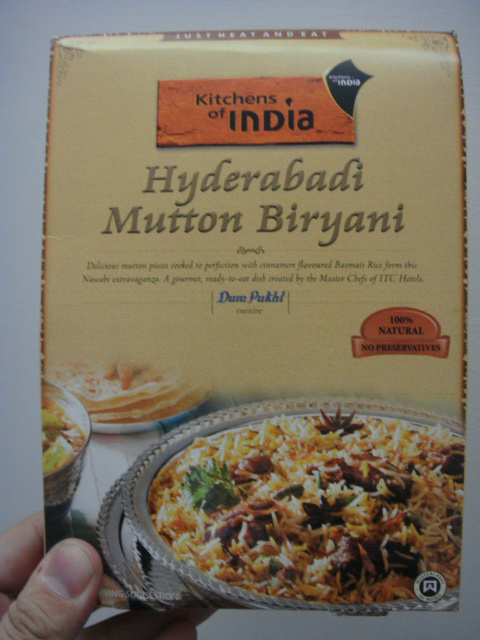 JUST HEAT AND EAT
Kitchens
of INDIA
Kitchens
of INDIA
Hyderabadi
Mutton Biryani
Delicious mutton pieces cooked to perfection with cinnamon flavoured Basmati Rice form this
Nawabi extravaganza. A gourmet, ready-to-eat dish created by the Master Chefs of ITC Hotels.
Dum Pukht
cuisine
100%
NATURAL
NO PRESERVATIVES
SUGGESTION